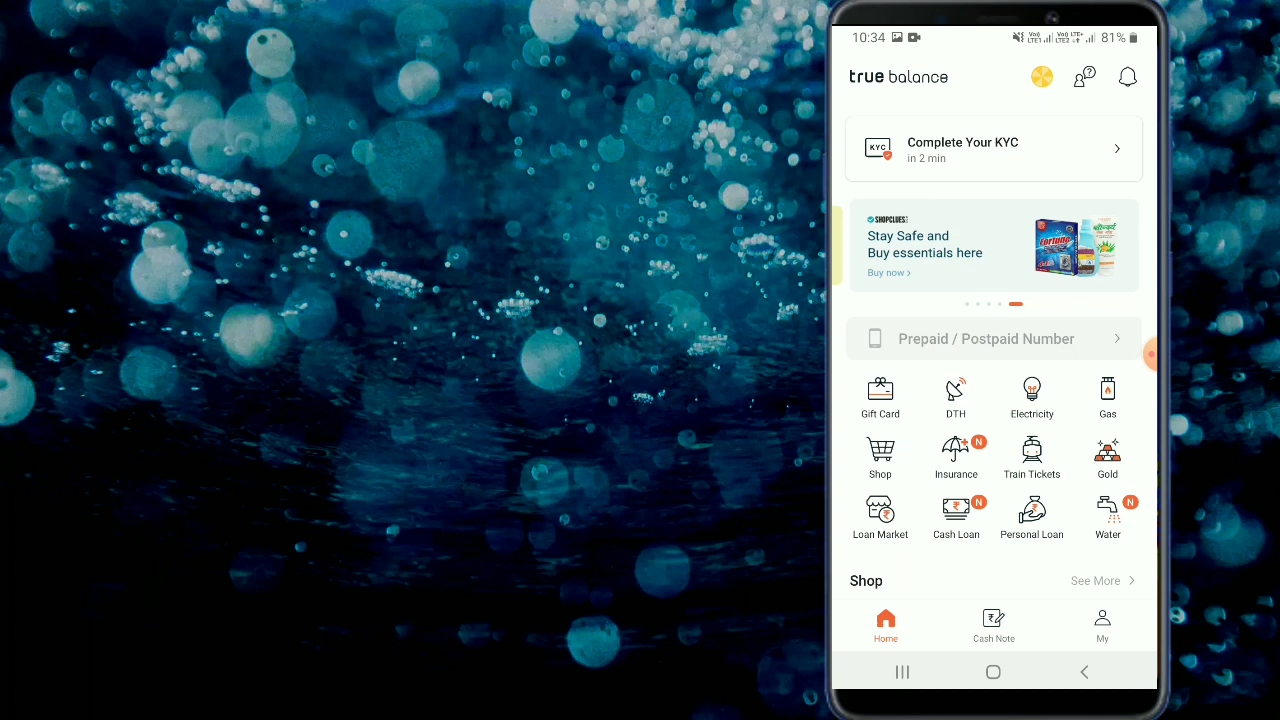 10:34
81%
true balance
KYC
Complete Your KYC
in 2 min
SHOPCLUES
Stay Safe and
Buy essentials here
Buy now >
Prepaid / Postpaid Number
Gift Card
DTH
Electricity
Gas
N
Shop
Insurance
Train Tickets
Gold
N
N
Loan Market
Cash Loan
Personal Loan
Water
Shop
See More
Home
Cash Note
My